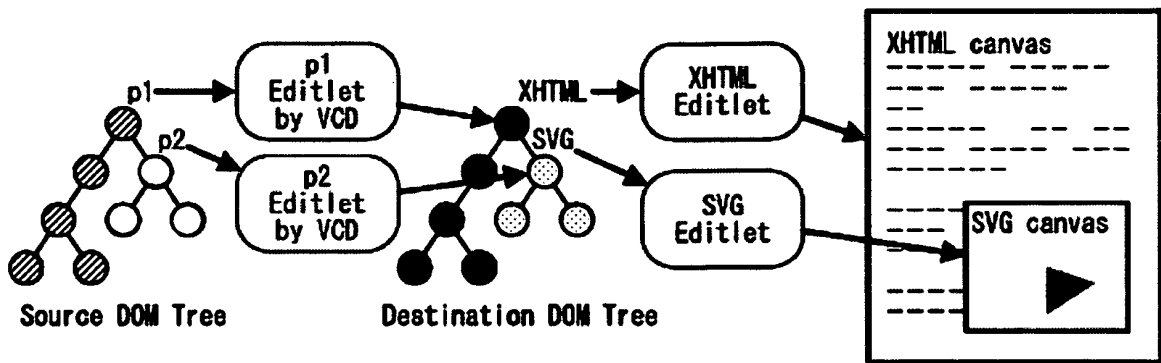 p1
p1
Editlet
by VCD
p2
p2
Editlet
by VCD
Source DOM Tree
XHTML
SVG
Destination DOM Tree
XHTML
Editlet
SVG
Editlet
XHTML canvas
SVG canvas